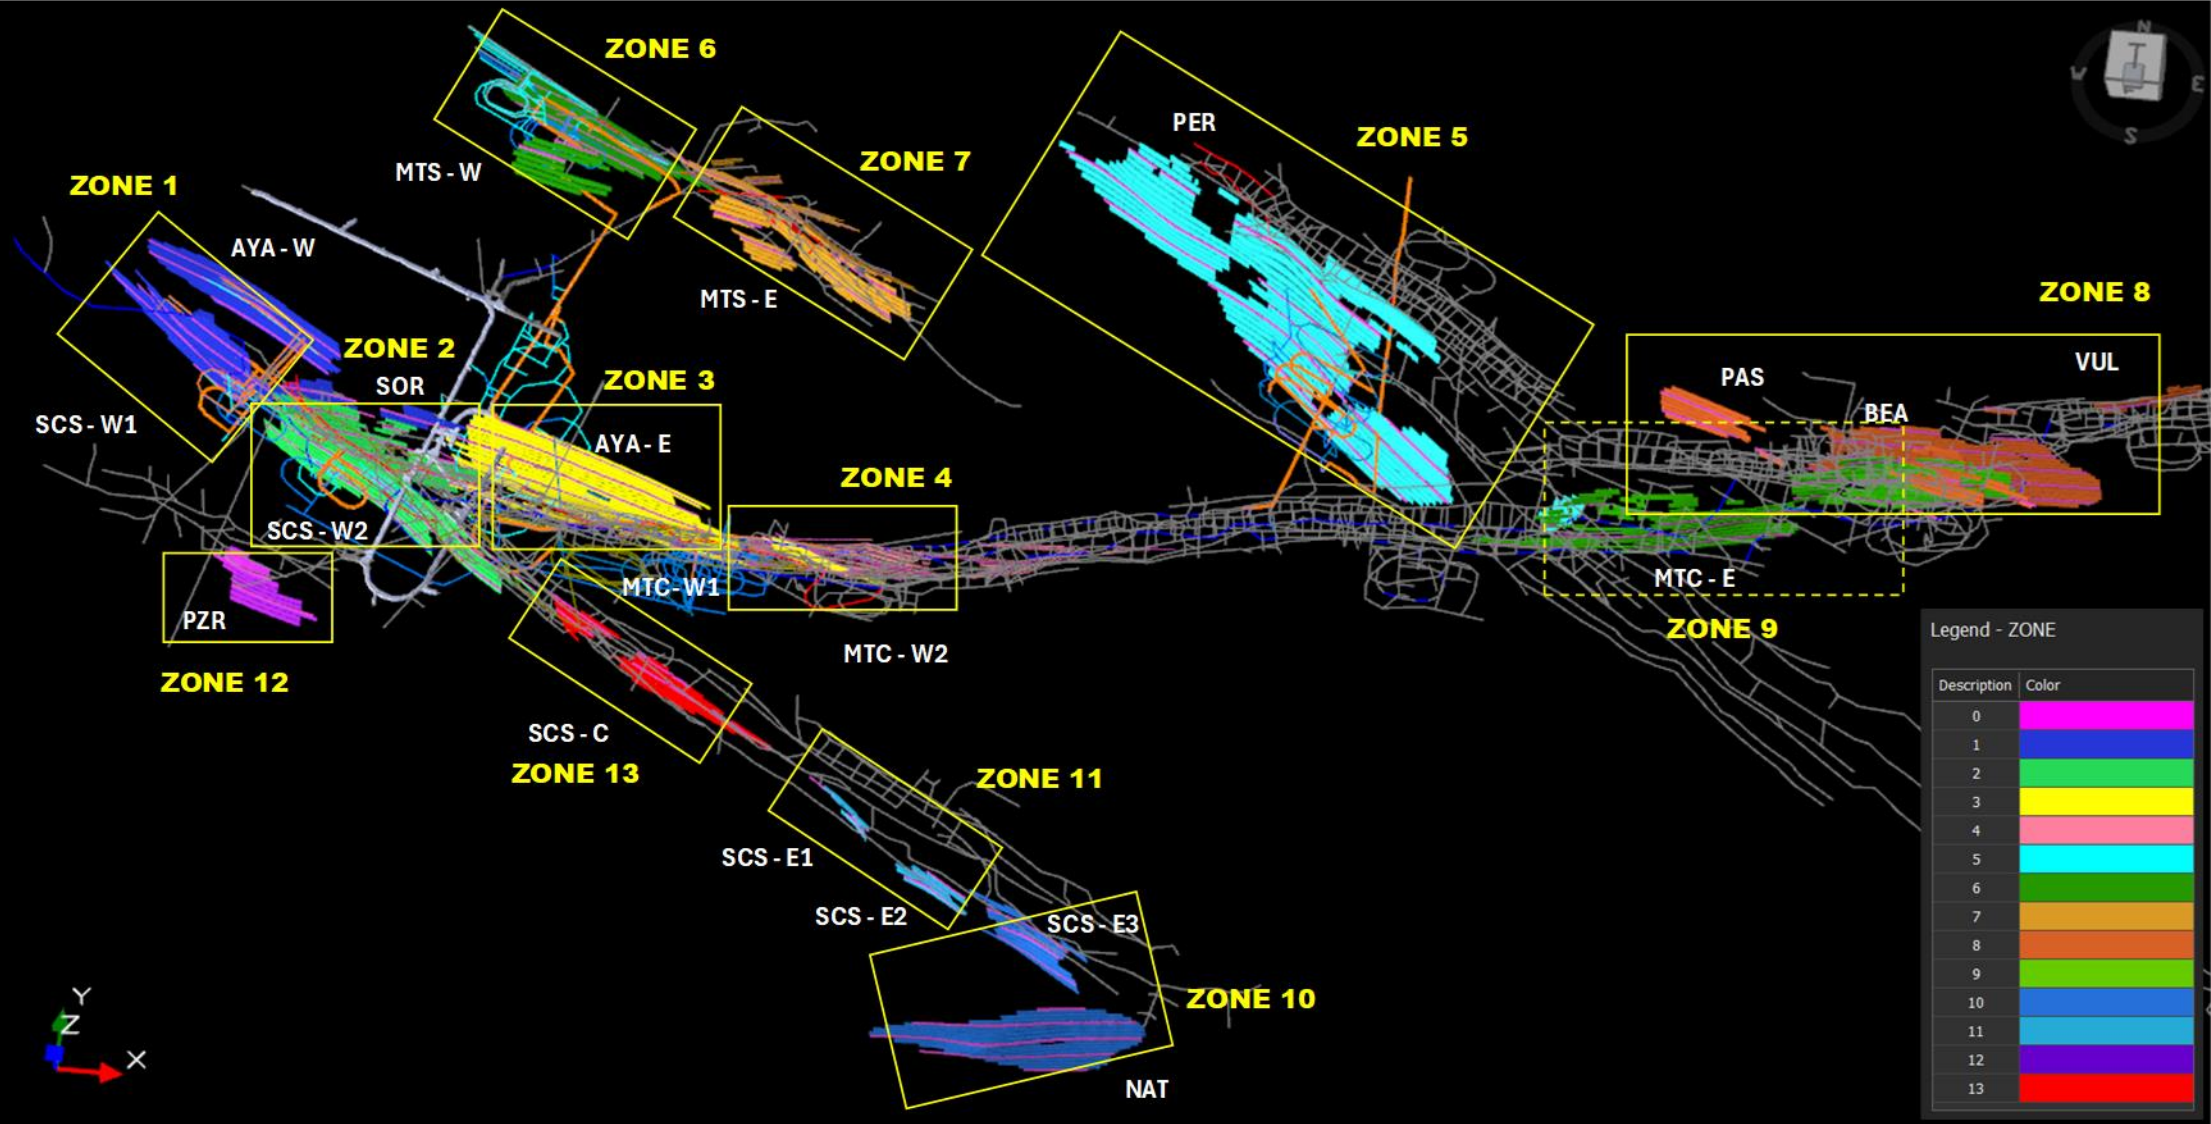 ZONE 6
N
T
F
W
E
S
PER
ZONE 5
MTS - W
ZONE 7
ZONE 1
AYA - W
MTS - E
ZONE 8
ZONE 2
SOR
ZONE 3
PAS
VUL
SCS - W1
AYA - E
BEA
ZONE 4
SCS - W2
MTC - W1
MTC - E
PZR
ZONE 9
MTC - W2
ZONE 12
SCS - C
ZONE 13
ZONE 11
SCS - E1
SCS - E2
SCS - E3
ZONE 10
NAT
Y
Z
X
Legend - ZONE
Description Color
0
1
2
3
4
5
6
7
8
9
10
11
12
13